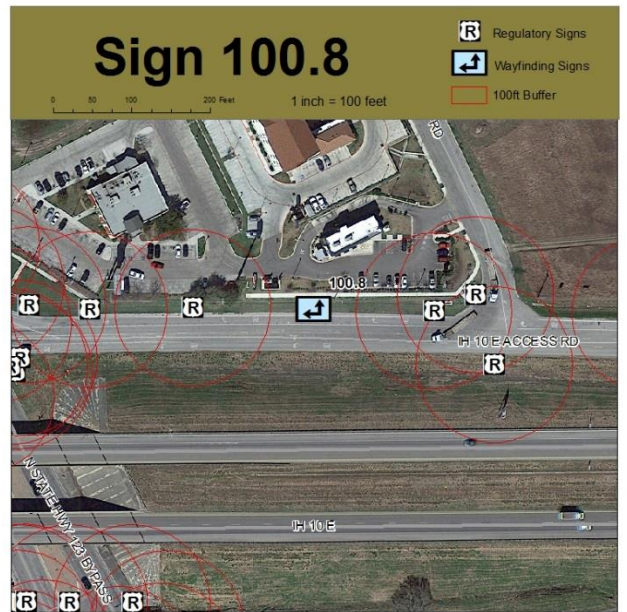 Sign 100.8
R Regulatory Signs
Wayfinding Signs
100ft Buffer
0 50 100 200 Feet
1 inch = 100 feet
RD
100.8
R
R
R
R
R
IH 10 E ACCESS RD
R
R
R
N STATE HWY 123 BYPASS
IH 10 E
R
R
R